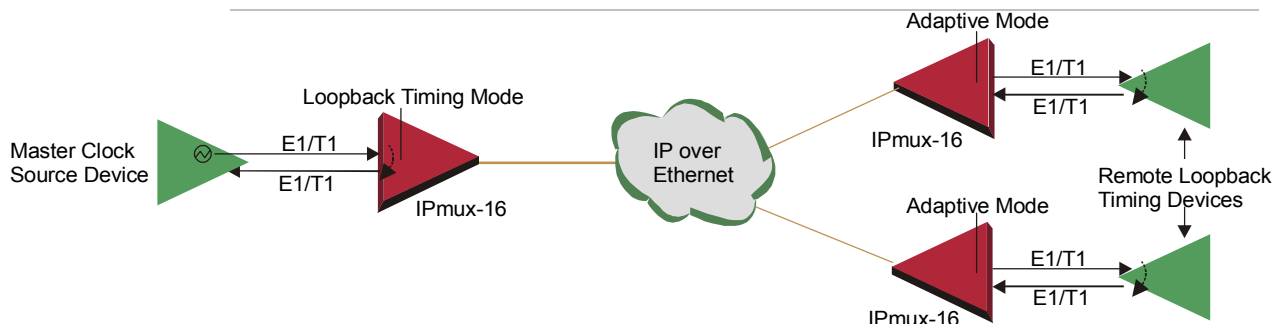 Adaptive Mode
E1/T1
E1/T1
IPmux-16
Loopback Timing Mode
Master Clock
Source Device
E1/T1
E1/T1
IPmux-16
IP over
Ethernet
Remote Loopback
Timing Devices
Adaptive Mode
E1/T1
E1/T1
IPmux-16